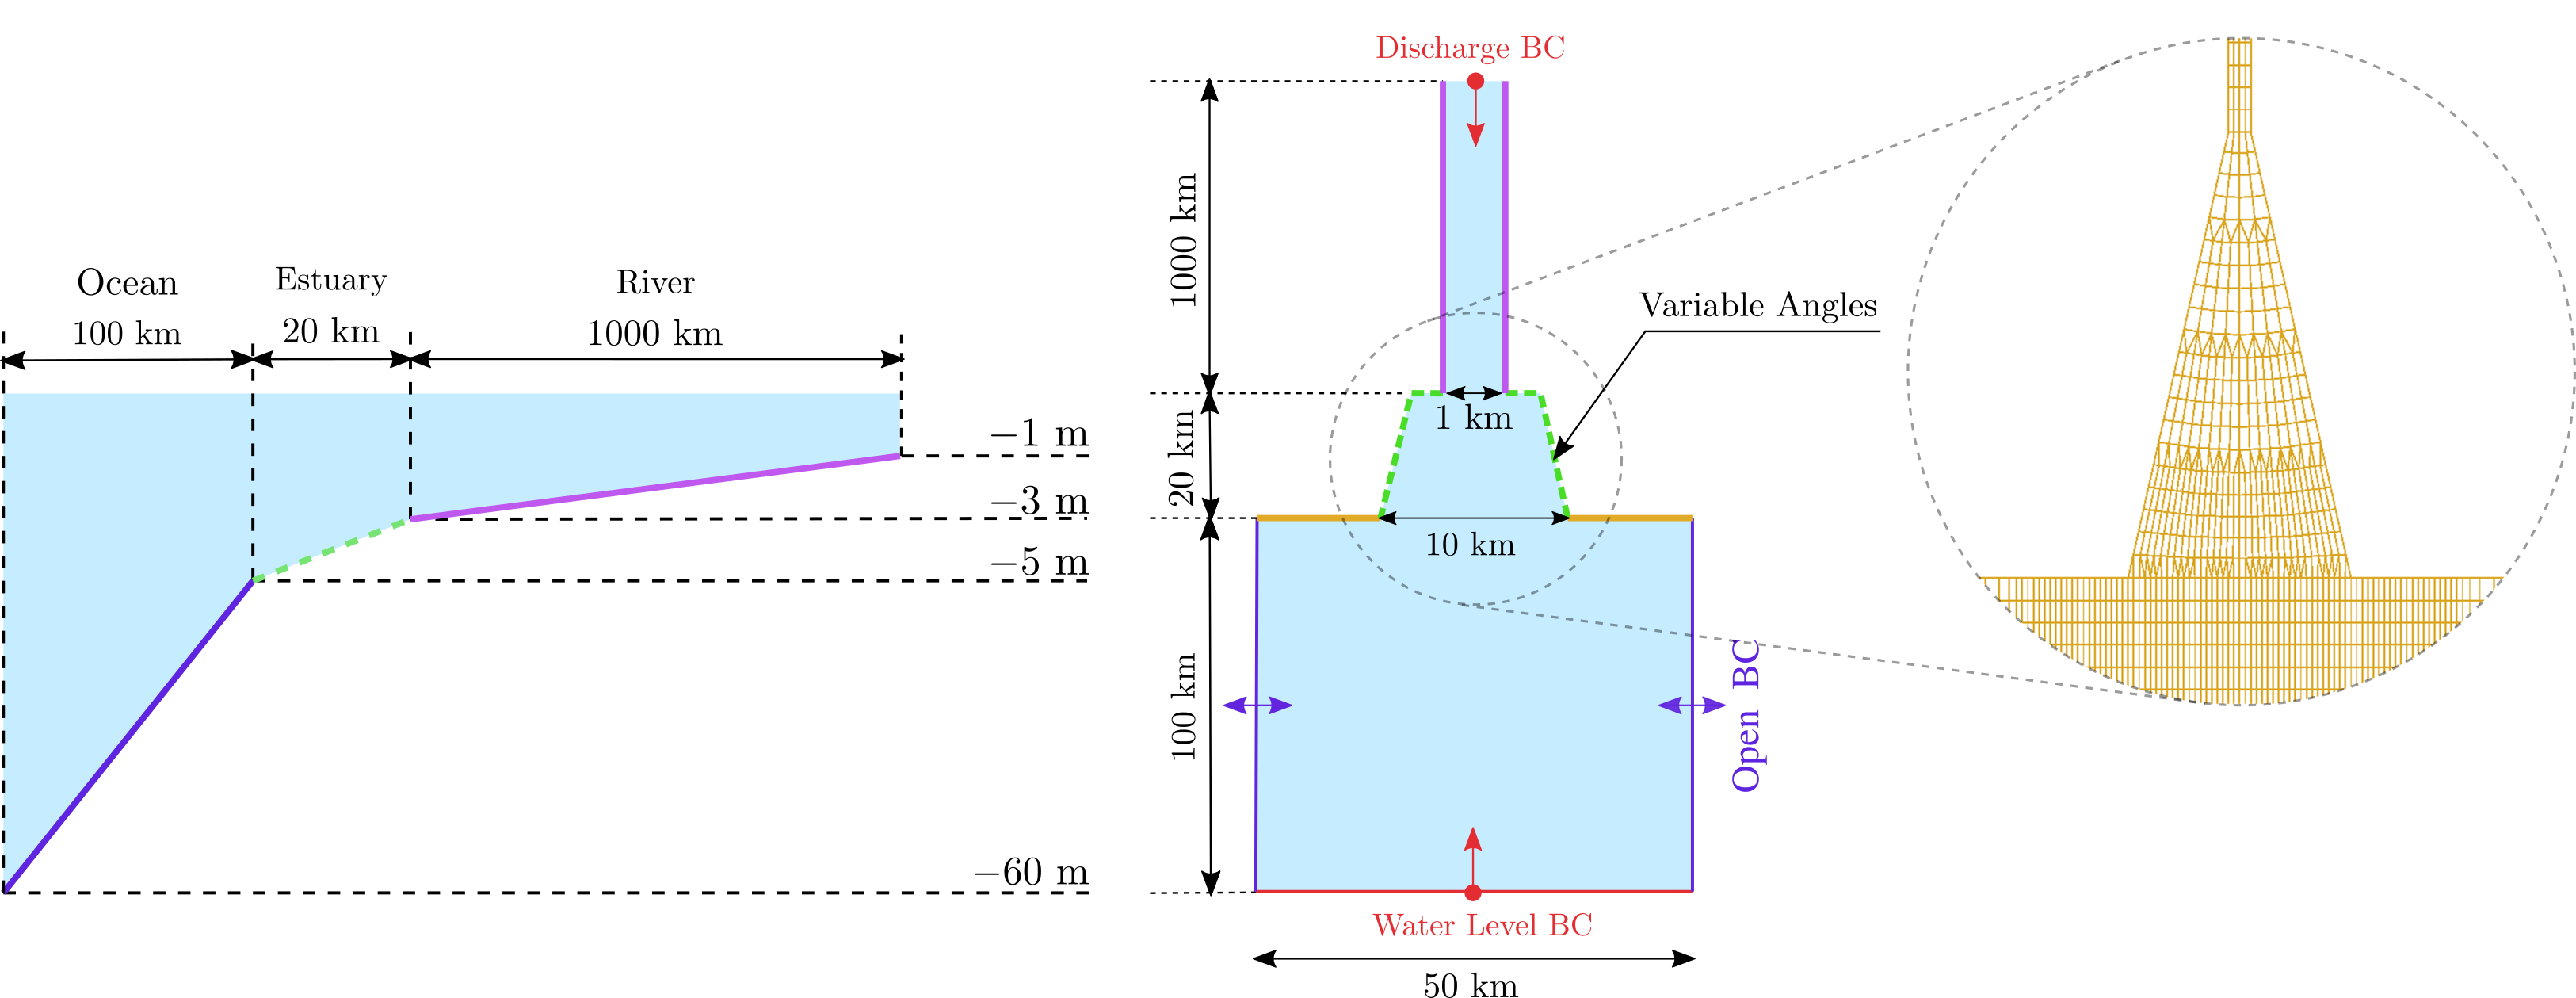 Ocean
100 km
Estuary
20 km
River
1000 km
−1 m
−3 m
−5 m
−60 m
Discharge BC
1000 km
Variable Angles
1 km
20 km
10 km
100 km
Open BC
Water Level BC
50 km